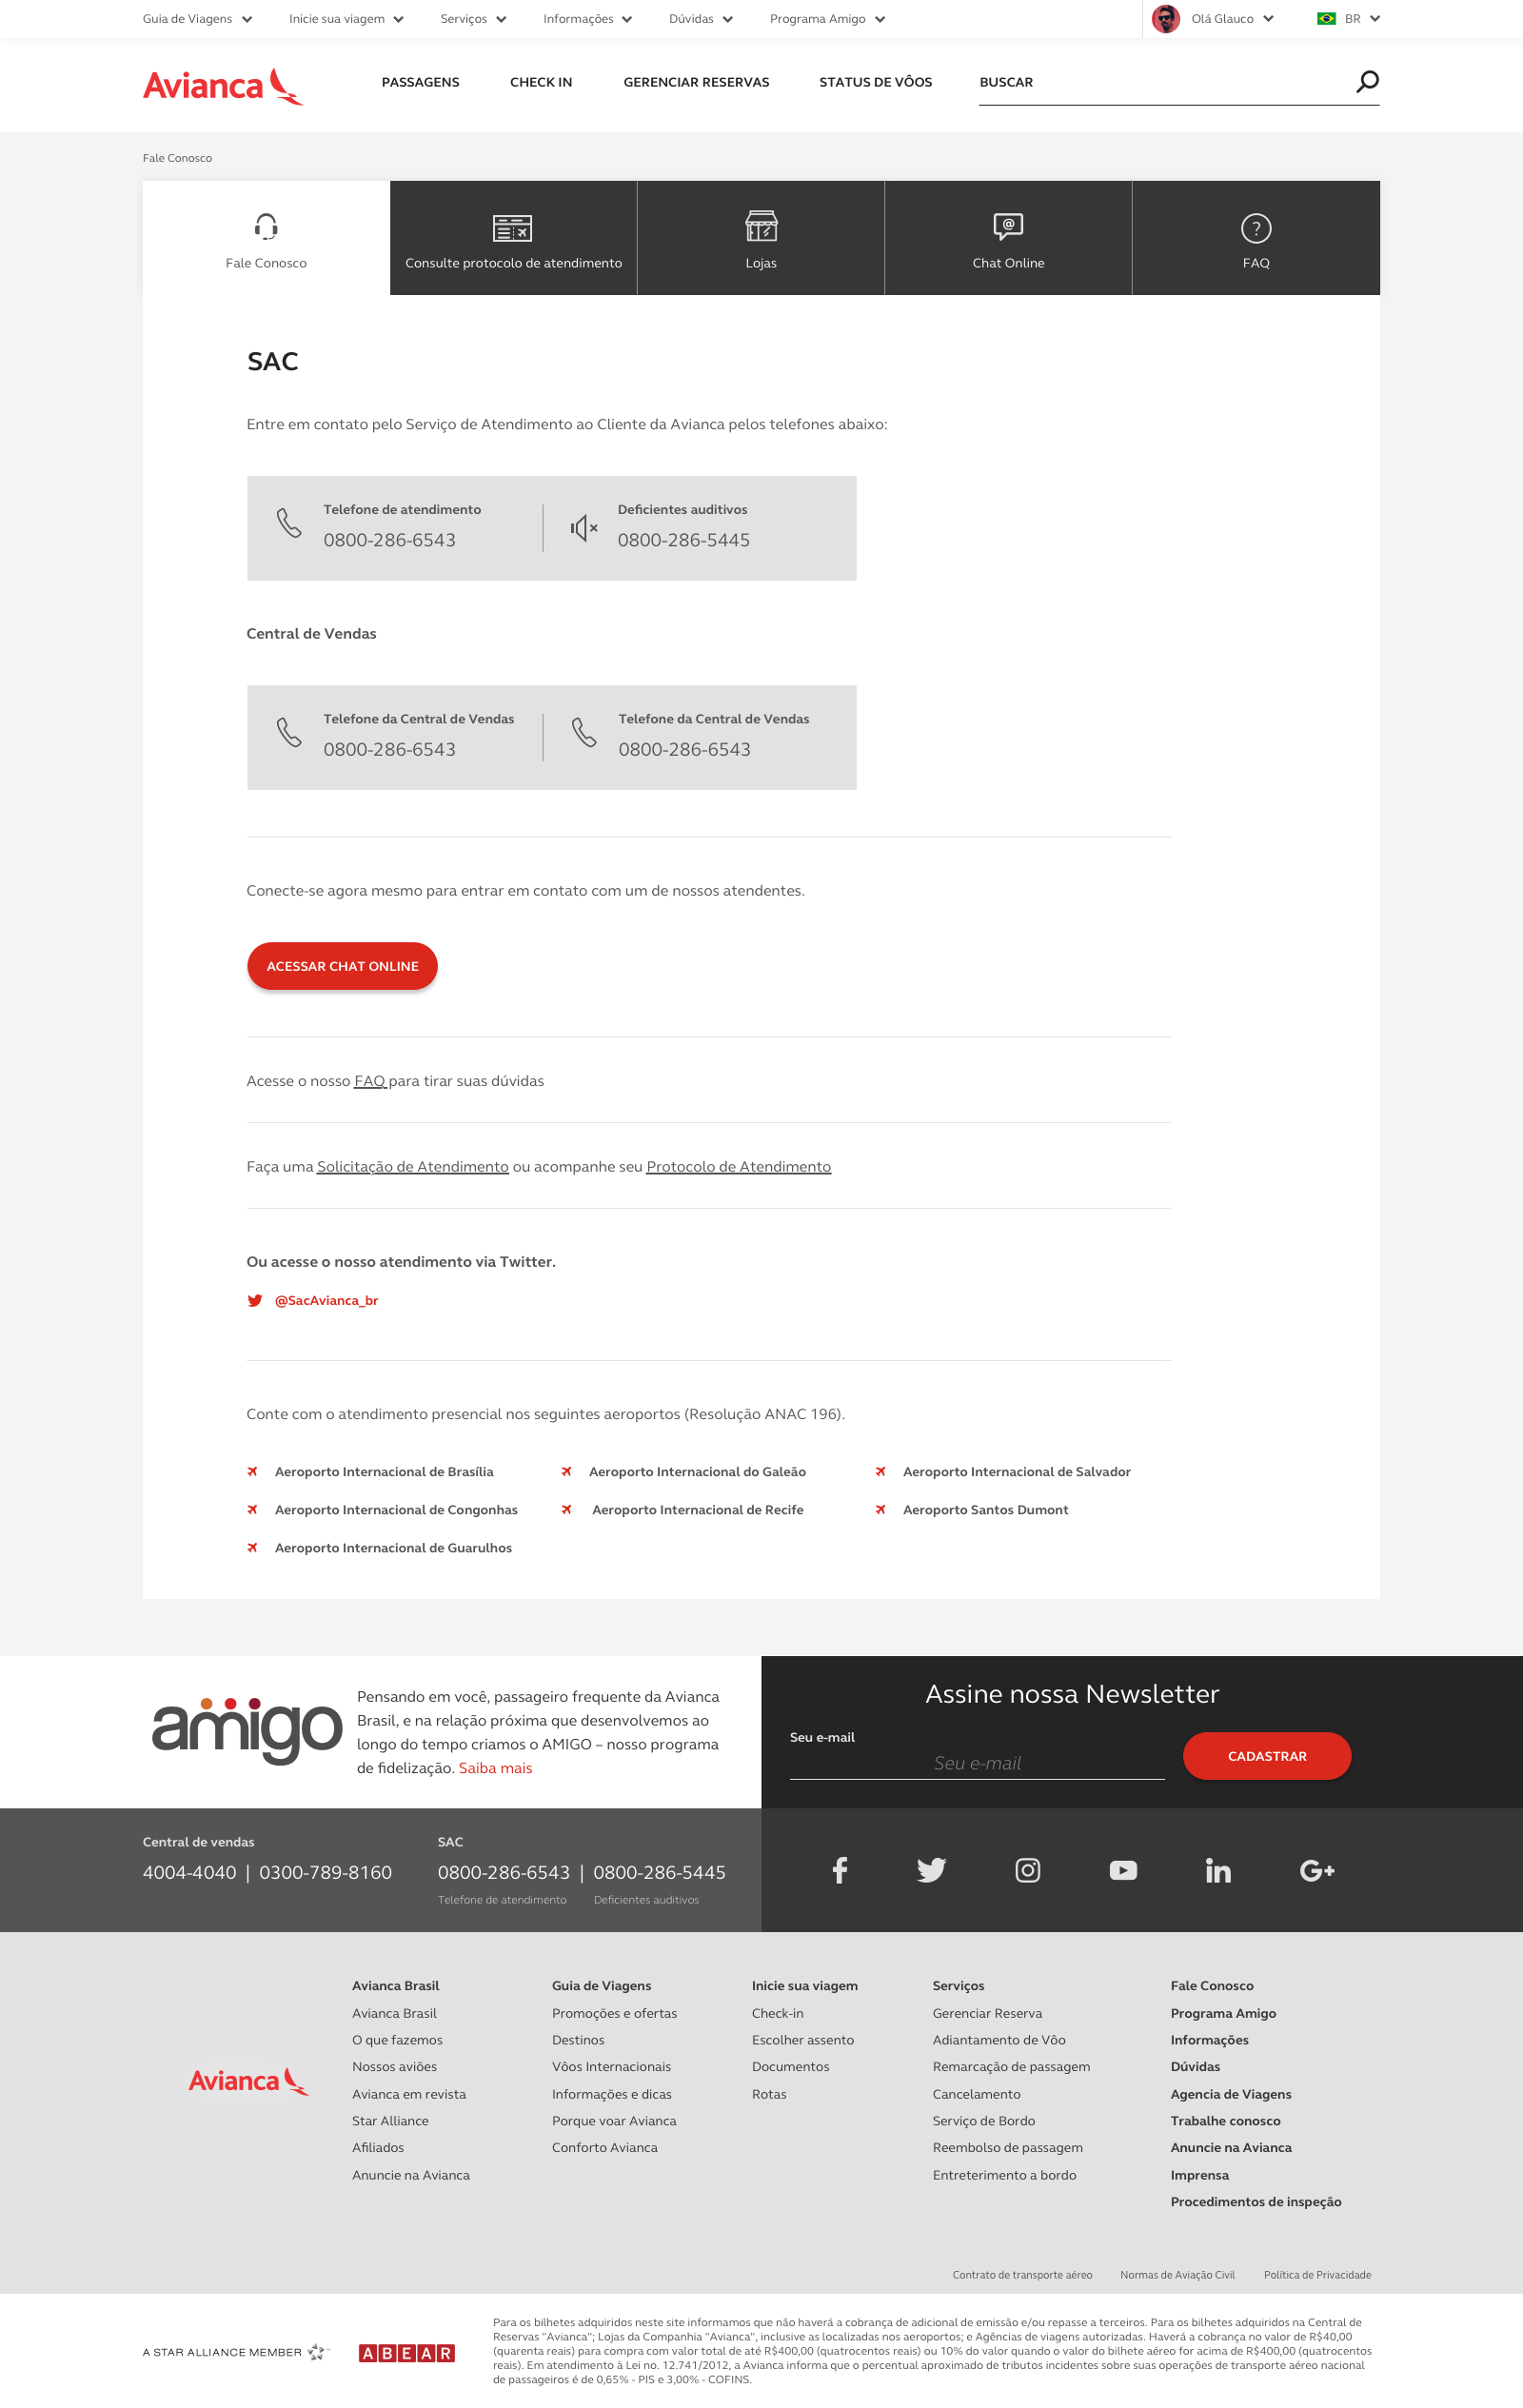 Guia de Viagens
Inicie sua viagem
Serviços
Informações
Dúvidas
Programa Amigo
Olá Glauco
BR
Avianca
PASSAGENS
CHECK IN
GERENCIAR RESERVAS
STATUS DE VÔOS
BUSCAR
Fale Conosco
Fale Conosco
Consulte protocolo de atendimento
Lojas
Chat Online
FAQ
SAC
Entre em contato pelo Serviço de Atendimento ao Cliente da Avianca pelos telefones abaixo:
Telefone de atendimento
0800-286-6543
Deficientes auditivos
0800-286-5445
Central de Vendas
Telefone da Central de Vendas
0800-286-6543
Telefone da Central de Vendas
0800-286-6543
Conecte-se agora mesmo para entrar em contato com um de nossos atendentes.
ACESSAR CHAT ONLINE
Acesse o nosso FAQ para tirar suas dúvidas
Faça uma Solicitação de Atendimento ou acompanhe seu Protocolo de Atendimento
Ou acesse o nosso atendimento via Twitter.
@SacAvianca_br
Conte com o atendimento presencial nos seguintes aeroportos (Resolução ANAC 196).
Aeroporto Internacional de Brasília
Aeroporto Internacional do Galeão
Aeroporto Internacional de Salvador
Aeroporto Internacional de Congonhas
Aeroporto Internacional de Recife
Aeroporto Santos Dumont
Aeroporto Internacional de Guarulhos
amigo
Pensando em você, passageiro frequente da Avianca
Brasil, e na relação próxima que desenvolvemos ao
longo do tempo criamos o AMIGO – nosso programa
de fidelização. Saiba mais
Assine nossa Newsletter
Seu e-mail
Seu e-mail
CADASTRAR
Central de vendas
4004-4040 | 0300-789-8160
SAC
0800-286-6543 | 0800-286-5445
Telefone de atendimento
Deficientes auditivos
Avianca
Avianca Brasil
Avianca Brasil
O que fazemos
Nossos aviões
Avianca em revista
Star Alliance
Afiliados
Anuncie na Avianca
Guia de Viagens
Promoções e ofertas
Destinos
Vôos Internacionais
Informações e dicas
Porque voar Avianca
Conforto Avianca
Inicie sua viagem
Check-in
Escolher assento
Documentos
Rotas
Serviços
Gerenciar Reserva
Adiantamento de Vôo
Remarcação de passagem
Cancelamento
Serviço de Bordo
Reembolso de passagem
Entreterimento a bordo
Fale Conosco
Programa Amigo
Informações
Dúvidas
Agencia de Viagens
Trabalhe conosco
Anuncie na Avianca
Imprensa
Procedimentos de inspeção
Contrato de transporte aéreo
Normas de Aviação Civil
Política de Privacidade
A STAR ALLIANCE MEMBER
ABEAR
Para os bilhetes adquiridos neste site informamos que não haverá a cobrança de adicional de emissão e/ou repasse a terceiros. Para os bilhetes adquiridos na Central de
Reservas "Avianca"; Lojas da Companhia "Avianca", inclusive as localizadas nos aeroportos; e Agências de viagens autorizadas. Haverá a cobrança no valor de R$40,00
(quarenta reais) para compra com valor total de até R$400,00 (quatrocentos reais) ou 10% do valor quando o valor do bilhete aéreo for acima de R$400,00 (quatrocentos
reais). Em atendimento à Lei no. 12.741/2012, a Avianca informa que o percentual aproximado de tributos incidentes sobre suas operações de transporte aéreo nacional
de passageiros é de 0,65% - PIS e 3,00% - COFINS.